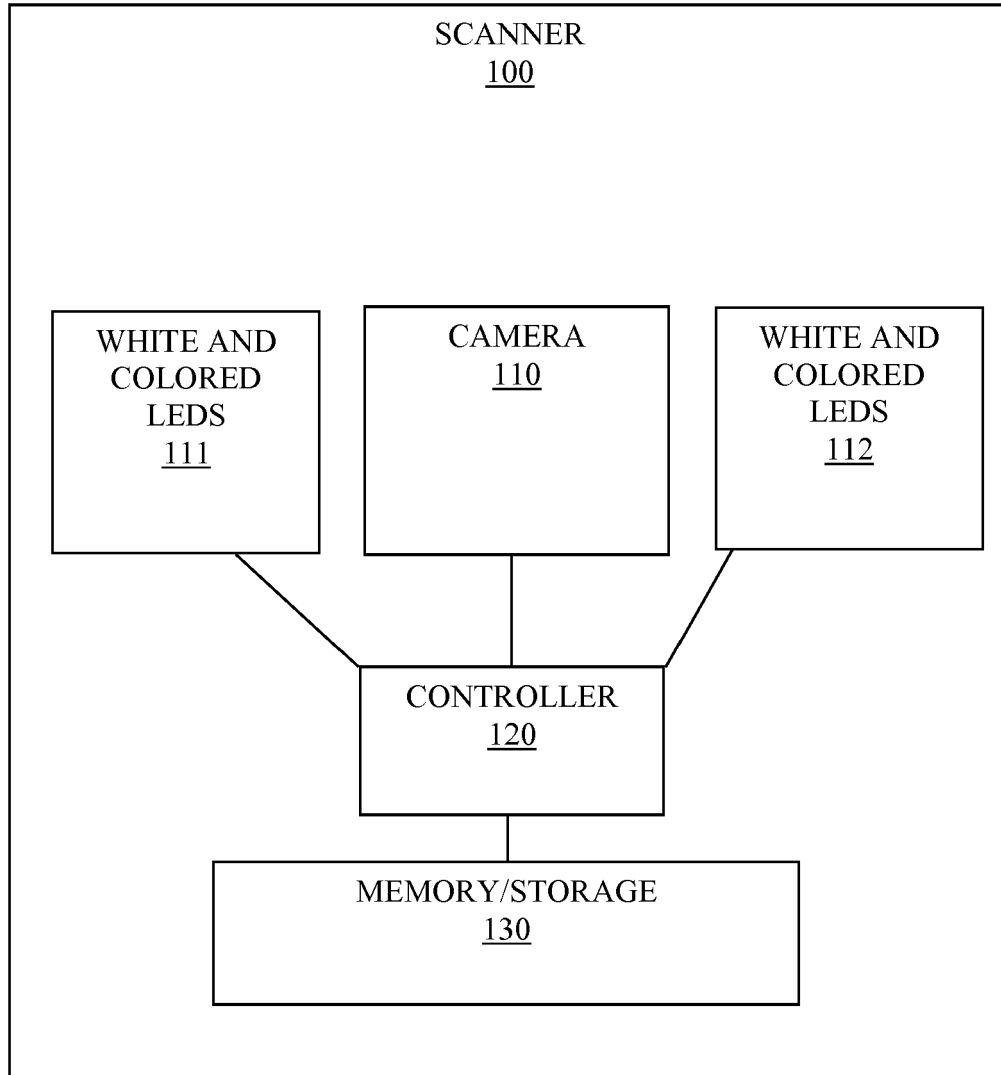 SCANNER
100
WHITE AND
COLORED
LEDS
111
CAMERA
110
WHITE AND
COLORED
LEDS
112
CONTROLLER
120
MEMORY/STORAGE
130